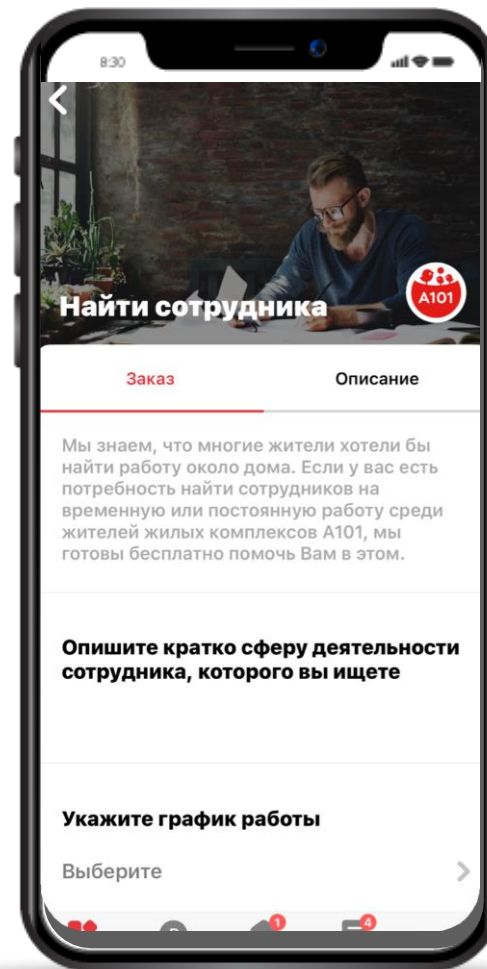 8:30
Найти сотрудника
A101
Заказ
Описание
Мы знаем, что многие жители хотели бы
найти работу около дома. Если у вас есть
потребность найти сотрудников на
временную или постоянную работу среди
жителей жилых комплексов А101, мы
готовы бесплатно помочь Вам в этом.
Опишите кратко сферу деятельности
сотрудника, которого вы ищете
Укажите график работы
Выберите
1
4